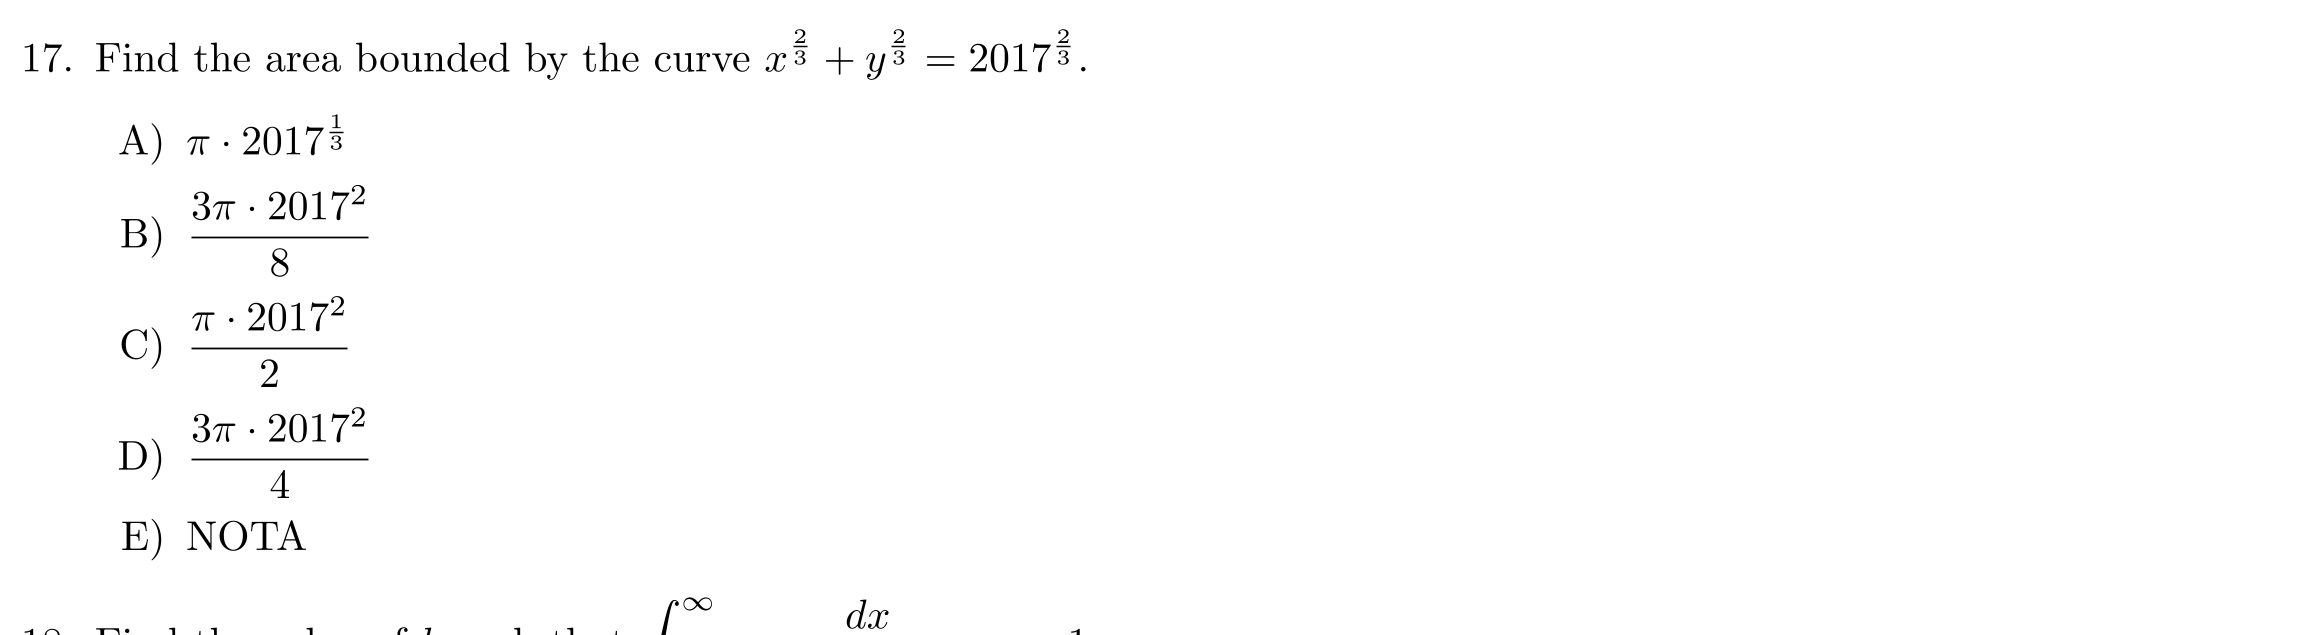 17. Find the area bounded by the curve $x^{\frac{2}{3}} + y^{\frac{2}{3}} = 2017^{\frac{2}{3}}$.
A) $\pi \cdot 2017^{\frac{1}{3}}$
B) $\frac{3\pi \cdot 2017^2}{8}$
C) $\frac{\pi \cdot 2017^2}{2}$
D) $\frac{3\pi \cdot 2017^2}{4}$
E) NOTA
$\int^{\infty} dx$